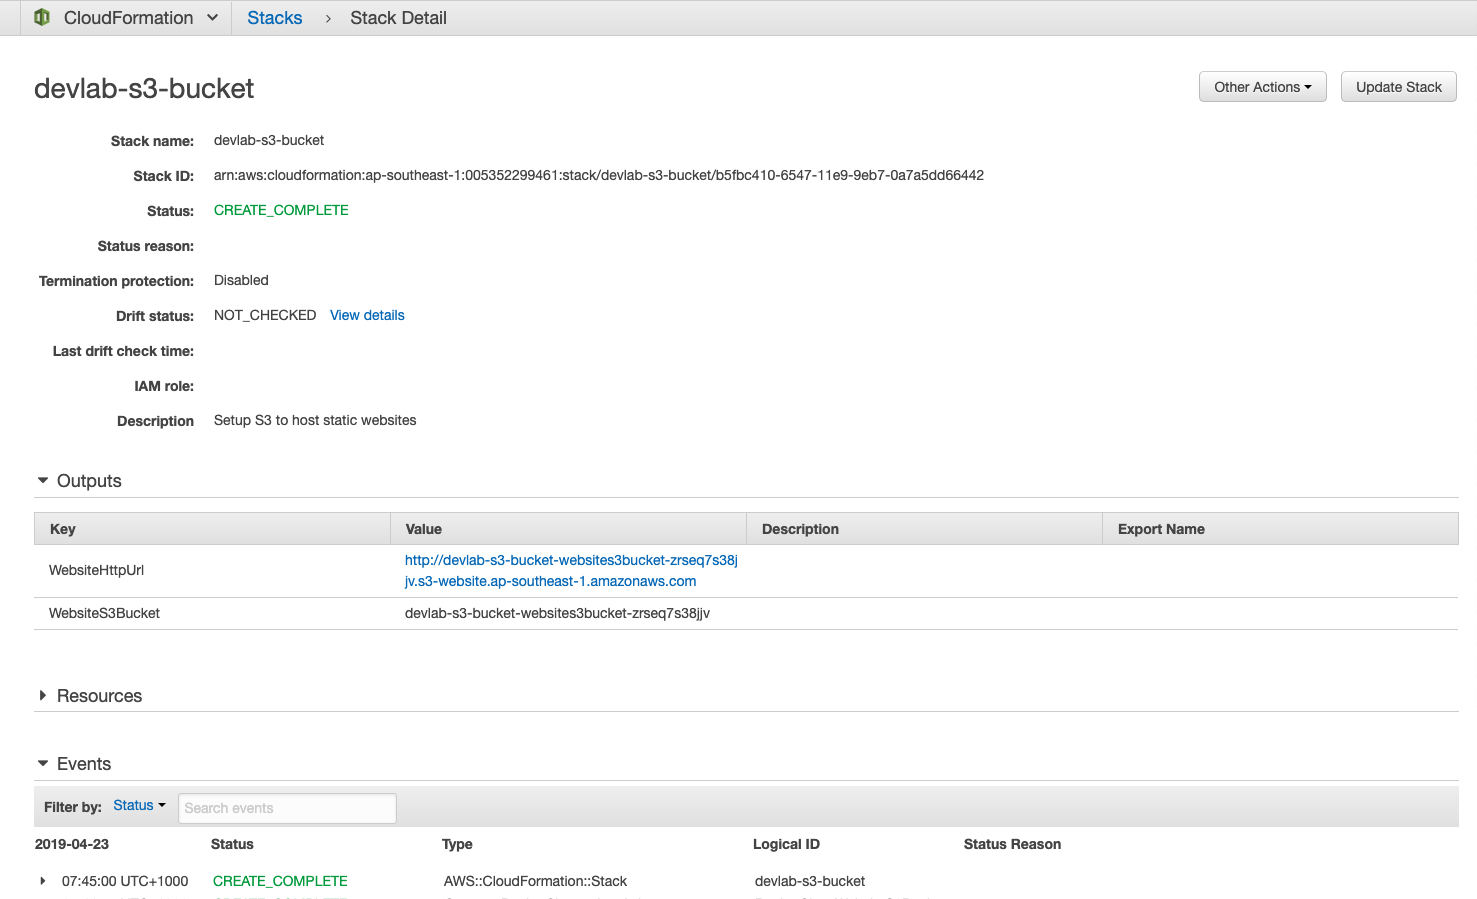 CloudFormation Stacks › Stack Detail
devlab-s3-bucket
Other Actions Update Stack
Stack name: devlab-s3-bucket
Stack ID: arn:aws:cloudformation:ap-southeast-1:005352299461:stack/devlab-s3-bucket/b5fbc410-6547-11e9-9eb7-0a7a5dd66442
Status: CREATE_COMPLETE
Status reason:
Termination protection: Disabled
Drift status: NOT_CHECKED View details
Last drift check time:
IAM role:
Description Setup S3 to host static websites
Outputs
Key Value Description Export Name
WebsiteHttpUrl http://devlab-s3-bucket-websites3bucket-zrseq7s38j
jv.s3-website.ap-southeast-1.amazonaws.com
WebsiteS3Bucket devlab-s3-bucket-websites3bucket-zrseq7s38jjv
Resources
Events
Filter by: Status Search events
2019-04-23 Status Type Logical ID Status Reason
07:45:00 UTC+1000 CREATE_COMPLETE AWS::CloudFormation::Stack devlab-s3-bucket